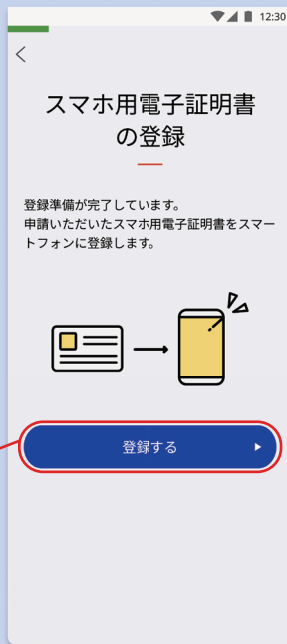 12:30
スマホ用電子証明書
の登録
登録準備が完了しています。
申請いただいたスマホ用電子証明書をスマー
トフォンに登録します。
登録する